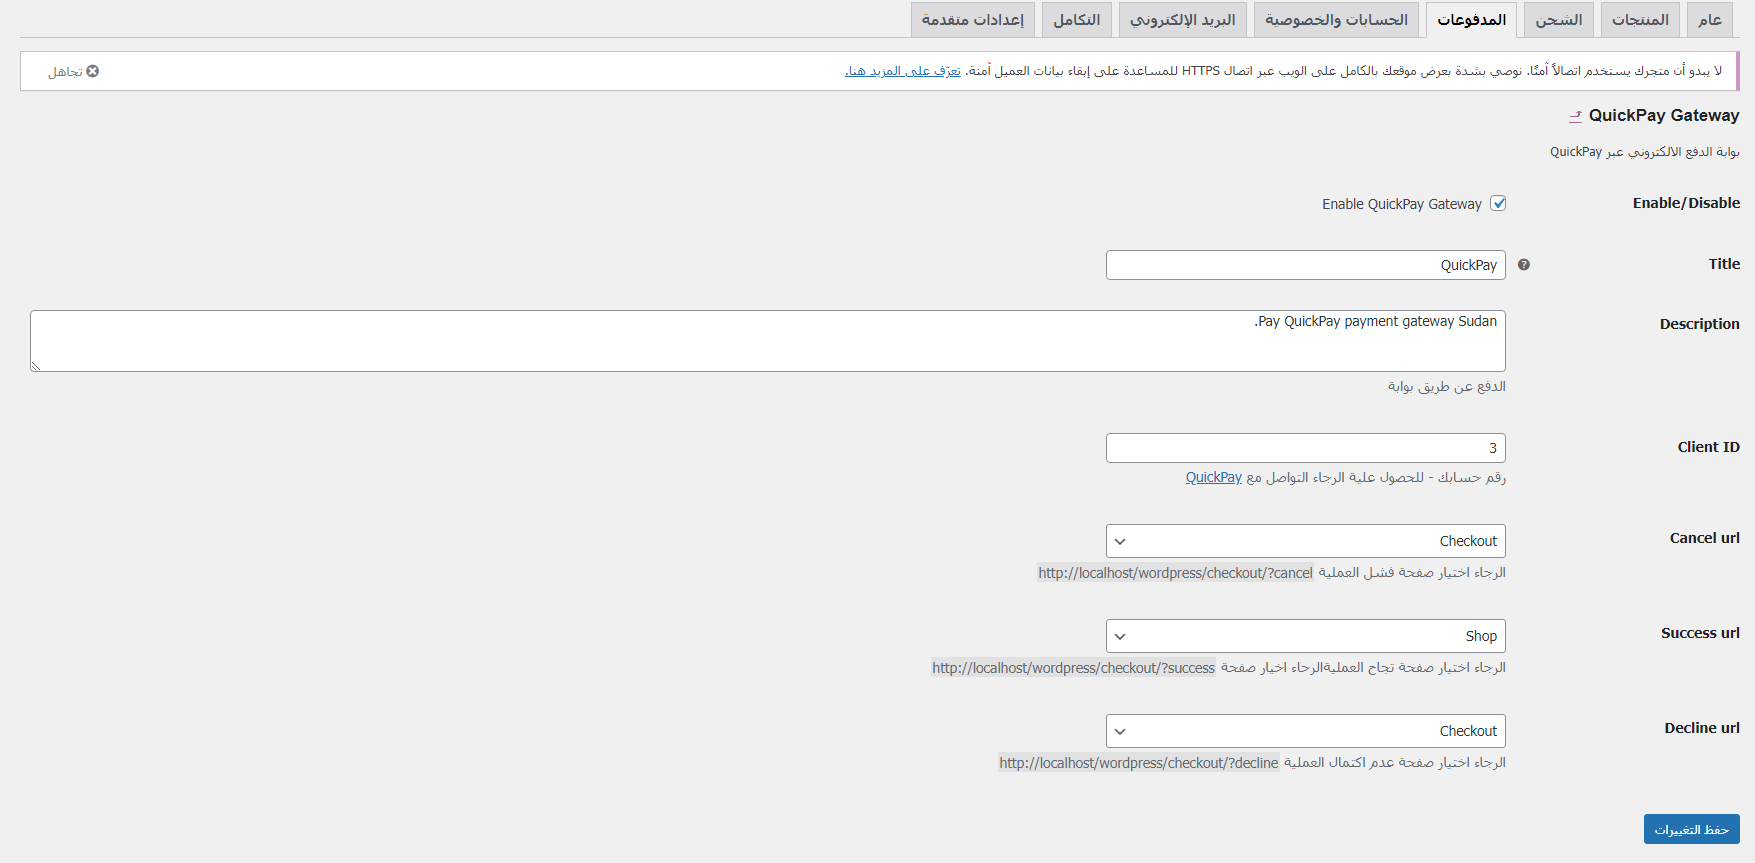 عام
المنتجات
الشحن
المدفوعات
الحسابات والخصوصية
البريد الإلكتروني
التكامل
إعدادات متقدمة
لا يبدو أن متجرك يستخدم اتصالاً آمنًا. نوصي بشدة بعرض موقعك بالكامل على الويب عبر اتصال HTTPS للمساعدة على إبقاء بيانات العميل آمنة. تعرّف على المزيد هنا.
تجاهل
QuickPay Gateway
بوابة الدفع الالكتروني عبر QuickPay
Enable/Disable
Enable QuickPay Gateway
Title
QuickPay
Description
.Pay QuickPay payment gateway Sudan
الدفع عن طريق بوابة
Client ID
3
رقم حسابك - للحصول علية الرجاء التواصل مع QuickPay
Cancel url
Checkout
الرجاء اختيار صفحة فشل العملية http://localhost/wordpress/checkout/?cancel
Success url
Shop
الرجاء اختيار صفحة تجاح العمليةالرحاء اخيار صفحة http://localhost/wordpress/checkout/?success
Decline url
Checkout
الرجاء اختيار صفحة عدم اكتمال العملية http://localhost/wordpress/checkout/?decline
حفظ التغييرات